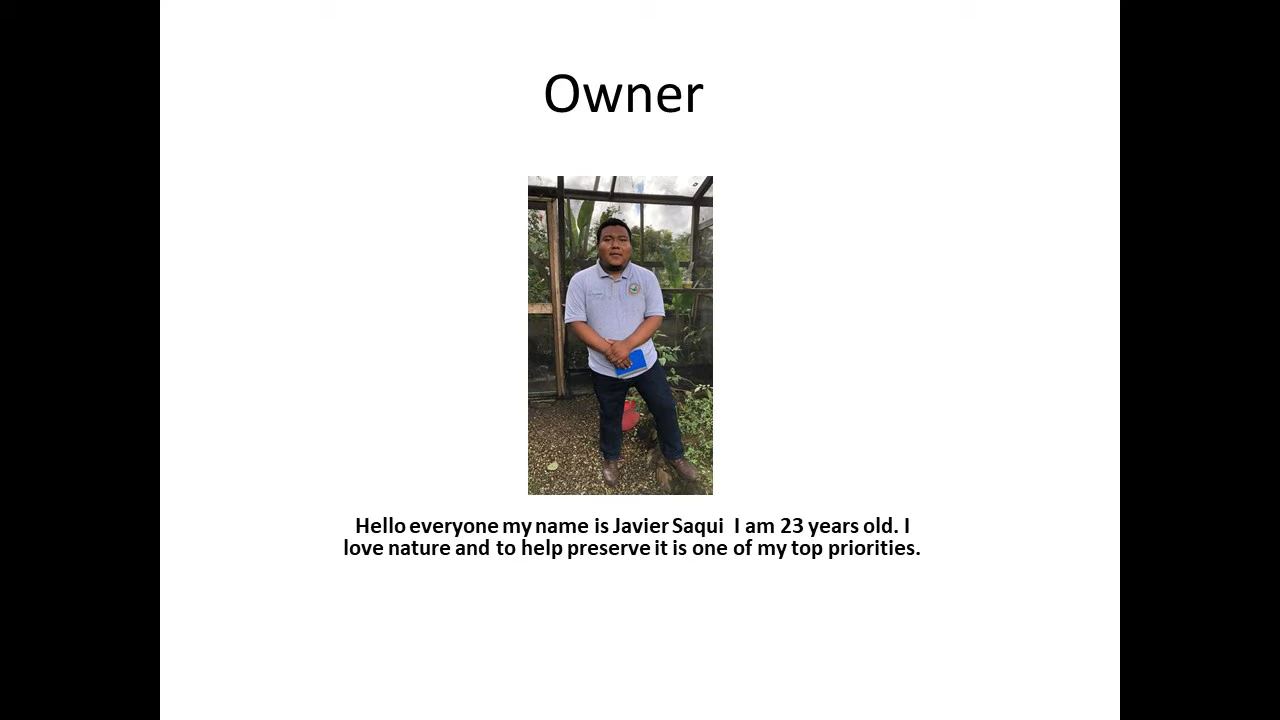 Owner
Hello everyone my name is Javier Saqui  I am 23 years old. I
love nature and to help preserve it is one of my top priorities.